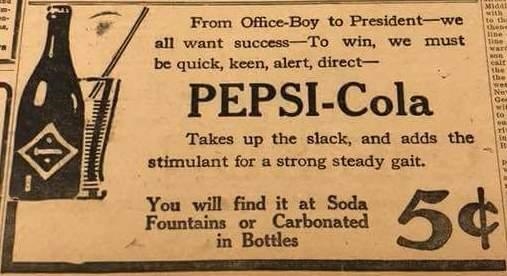 From Office-Boy to President—we
all want success—To win, we must
be quick, keen, alert, direct—
PEPSI-Cola
Takes up the slack, and adds the
stimulant for a strong steady gait.
You will find it at Soda
Fountains or Carbonated
in Bottles
5¢